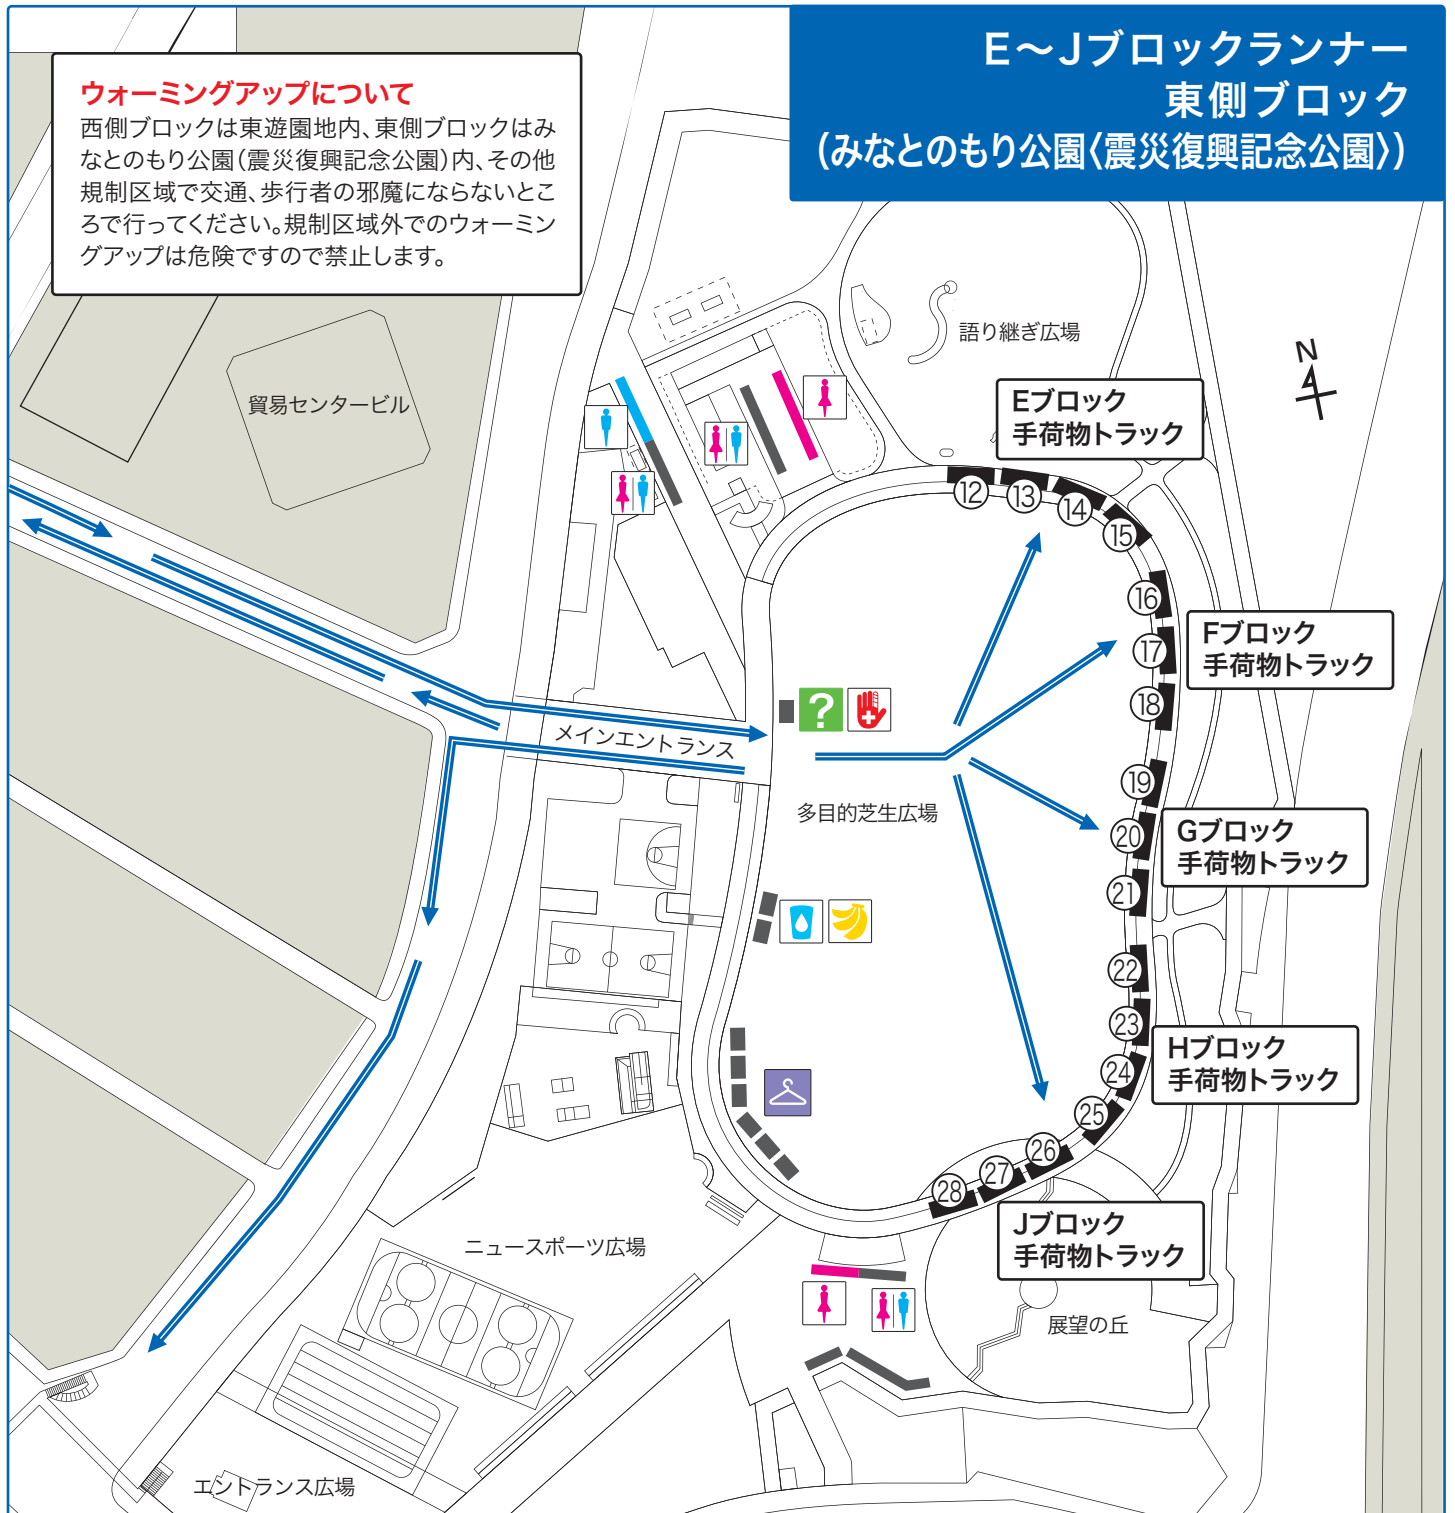 E～Jブロックランナー
東側ブロック
(みなとのもり公園〈震災復興記念公園〉)
ウォーミングアップについて
西側ブロックは東遊園地内、東側ブロックはみ
なとのもり公園（震災復興記念公園）内、その他
規制区域で交通、歩行者の邪魔にならないとこ
ろで行ってください。規制区域外でのウォーミン
グアップは危険ですので禁止します。
語り継ぎ広場
N
貿易センタービル
Eブロック
手荷物トラック
12
13
14
15
16
17
18
Fブロック
手荷物トラック
?
メインエントランス
多目的芝生広場
19
20
21
Gブロック
手荷物トラック
22
23
24
25
26
27
28
Hブロック
手荷物トラック
Jブロック
手荷物トラック
ニュースポーツ広場
展望の丘
エントランス広場